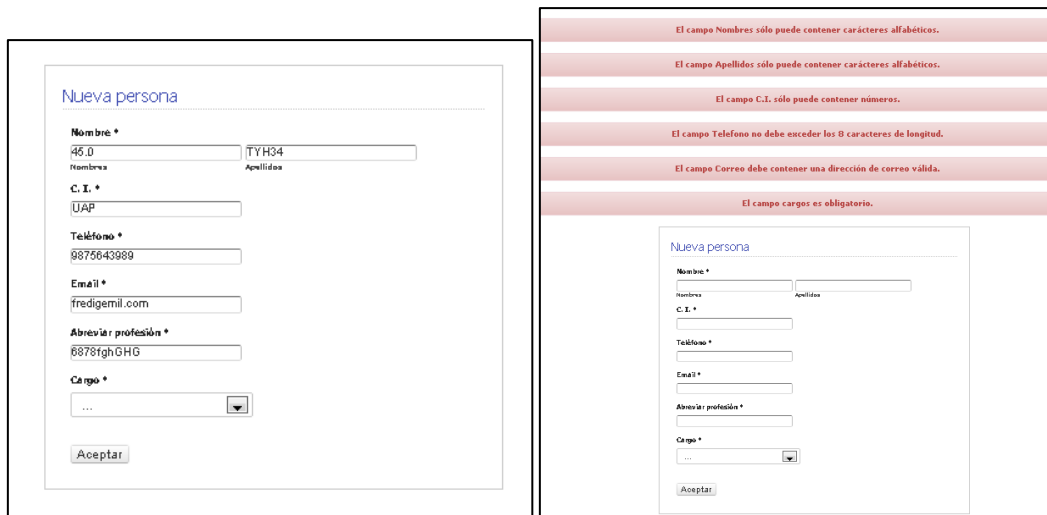 Nueva persona
Nombre *
45.0 TYH34
Nombres Apellidos
C. I. *
UAP
Teléfono *
9875643989
Email *
fredigemil.com
Abreviar profesión *
6878fghGHG
Cargo *
...
Aceptar
El campo Nombres sólo puede contener carácteres alfabéticos.
El campo Apellidos sólo puede contener carácteres alfabéticos.
El campo C.I. sólo puede contener números.
El campo Telefono no debe exceder los 8 caracteres de longitud.
El campo Correo debe contener una dirección de correo válida.
El campo cargos es obligatorio.
Nueva persona
Nombre *
Nombres Apellidos
C. I. *
Teléfono *
Email *
Abreviar profesión *
Cargo *
...
Aceptar